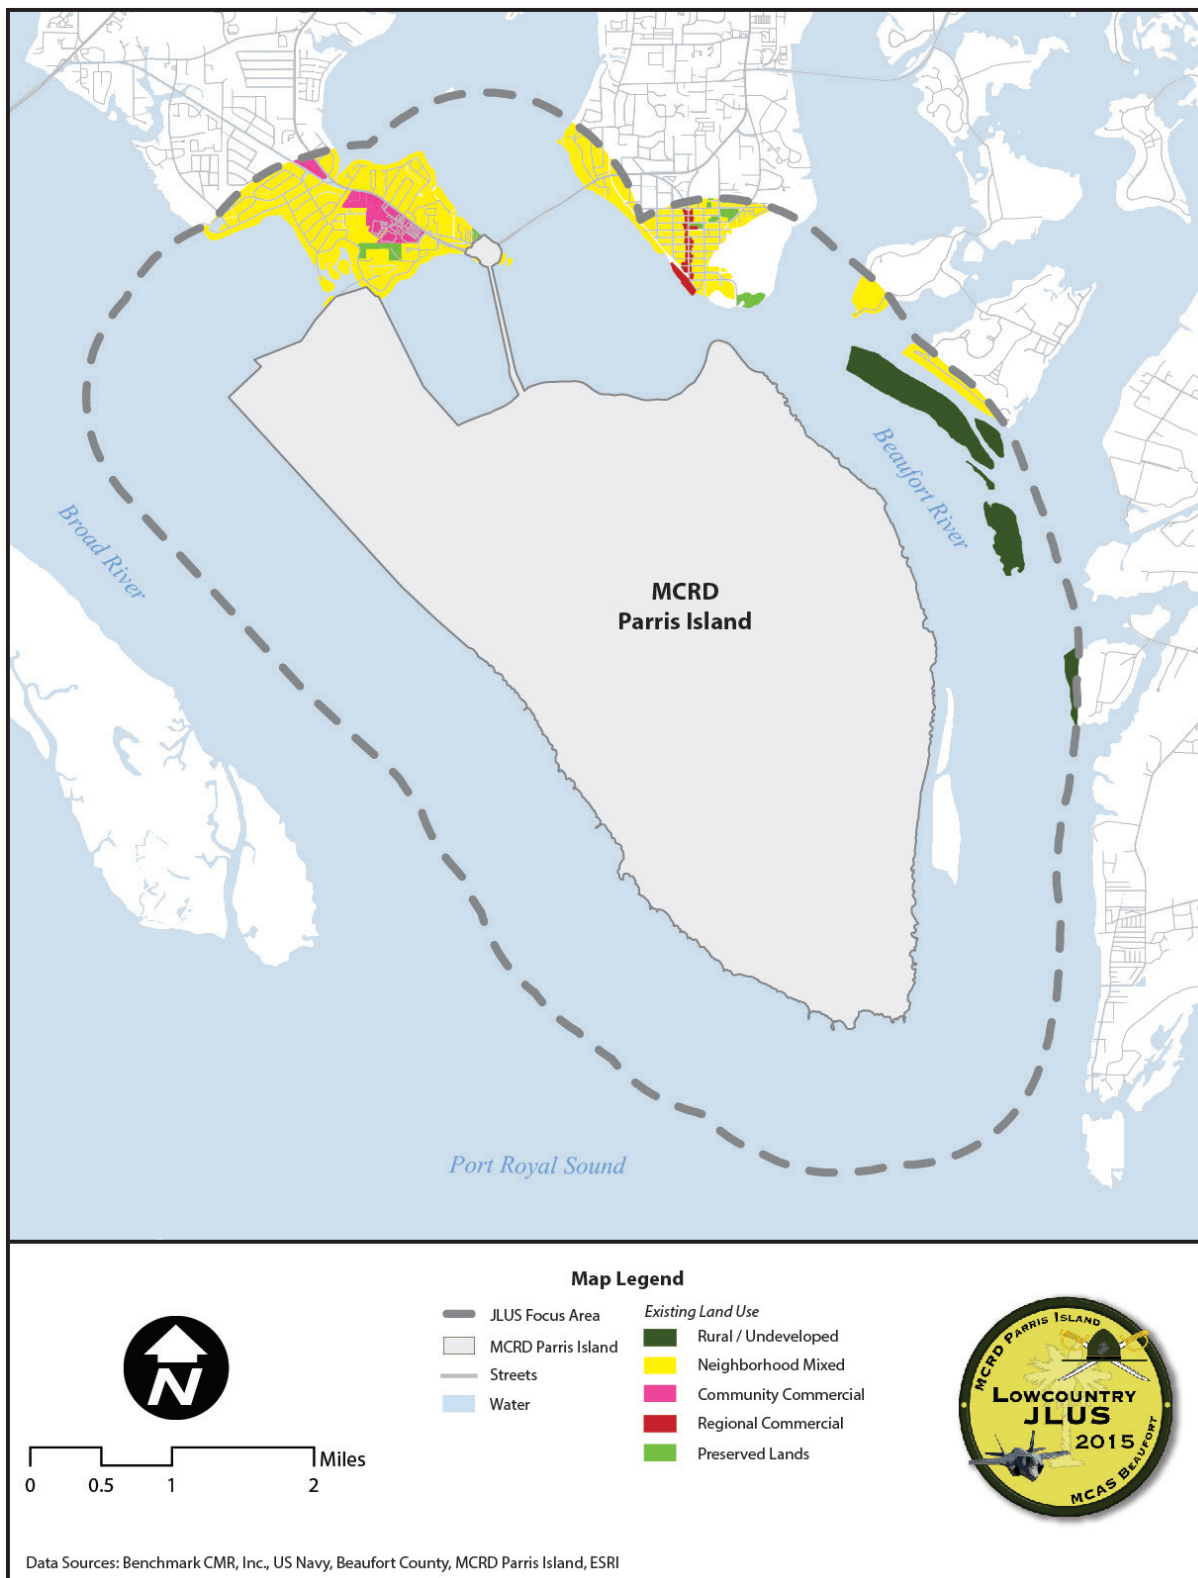 Broad River
Beaufort River
MCRD
Parris Island
Port Royal Sound
Map Legend
JLUS Focus Area
MCRD Parris Island
Streets
Water
Existing Land Use
Rural / Undeveloped
Neighborhood Mixed
Community Commercial
Regional Commercial
Preserved Lands
N
Miles
0 0.5 1 2
MCRD PARRIS ISLAND
LOWCOUNTRY
JLUS
2015
MCAS BEAUFORT
Data Sources: Benchmark CMR, Inc., US Navy, Beaufort County, MCRD Parris Island, ESRI